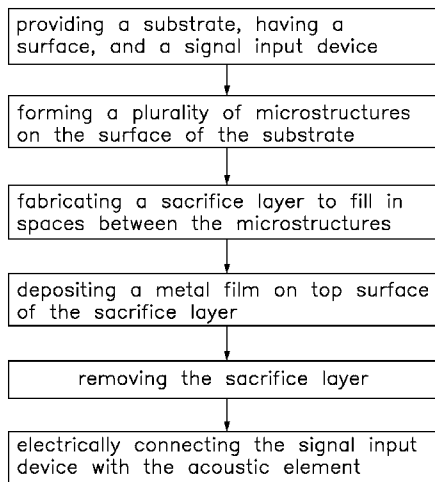 providing a substrate, having a
surface, and a signal input device
forming a plurality of microstructures
on the surface of the substrate
fabricating a sacrifice layer to fill in
spaces between the microstructures
depositing a metal film on top surface
of the sacrifice layer
removing the sacrifice layer
electrically connecting the signal input
device with the acoustic element